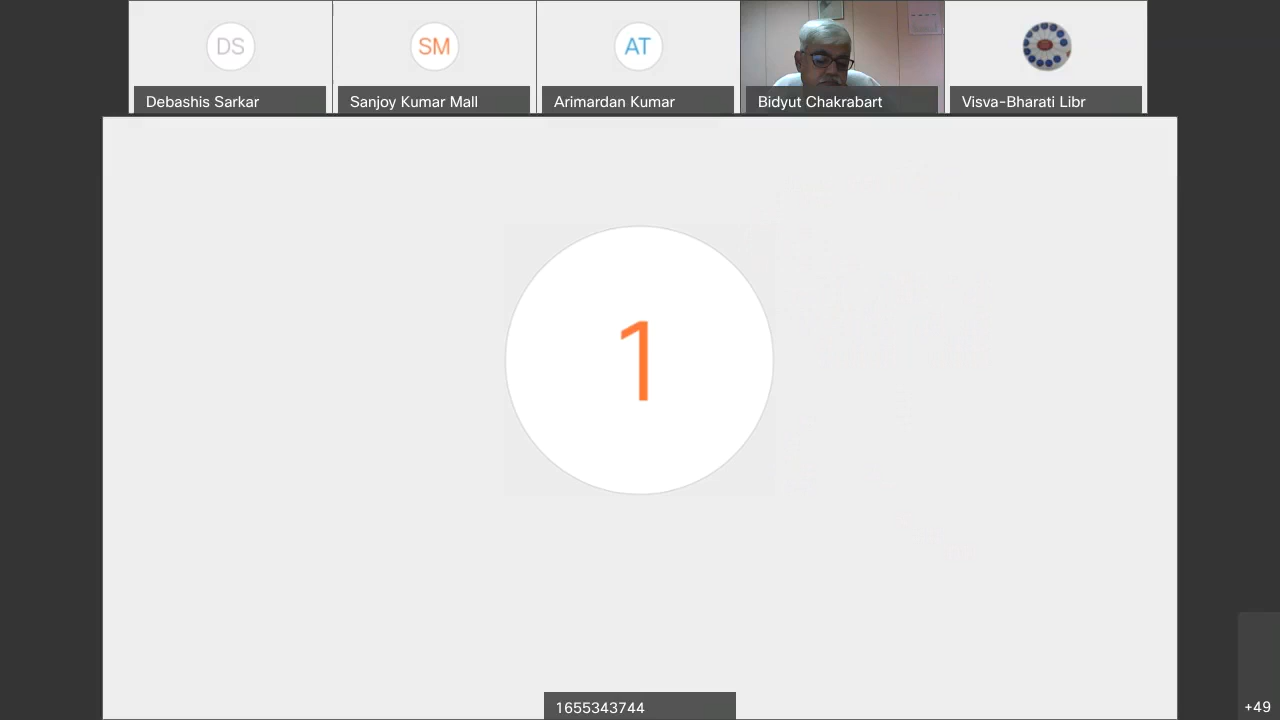 DS
SM
AT
Debashis Sarkar
Sanjoy Kumar Mall
Arimardan Kumar
Bidyut Chakrabart
Visva-Bharati Libr
1
1655343744
+49